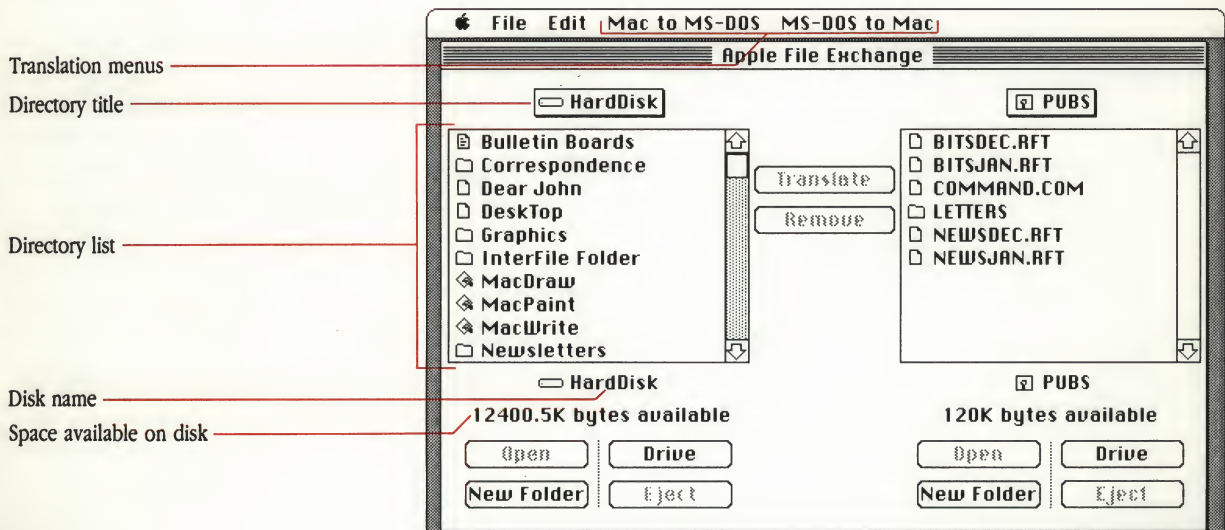 File Edit Mac to MS-DOS MS-DOS to Mac
Apple File Exchange
Translation menus
Directory title
HardDisk
PUBS
Bulletin Boards
Correspondence
Dear John
DeskTop
Graphics
InterFile Folder
MacDraw
MacPaint
MacWrite
Newsletters
Translate
Remove
BITSDEC.RFT
BITSJAN.RFT
COMMAND.COM
LETTERS
NEWSDEC.RFT
NEWSJAN.RFT
Directory list
HardDisk
PUBS
Disk name
12400.5K bytes available
120K bytes available
Space available on disk
Open
Drive
Open
Drive
New Folder
Eject
New Folder
Eject